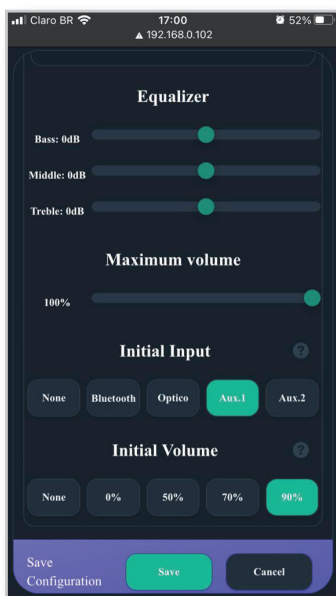 Claro BR 17:00 52%
192.168.0.102
Equalizer
Bass: 0dB
Middle: 0dB
Treble: 0dB
Maximum volume
100%
Initial Input ?
None Bluetooth Optico Aux.1 Aux.2
Initial Volume ?
None 0% 50% 70% 90%
Save
Configuration
Save Cancel